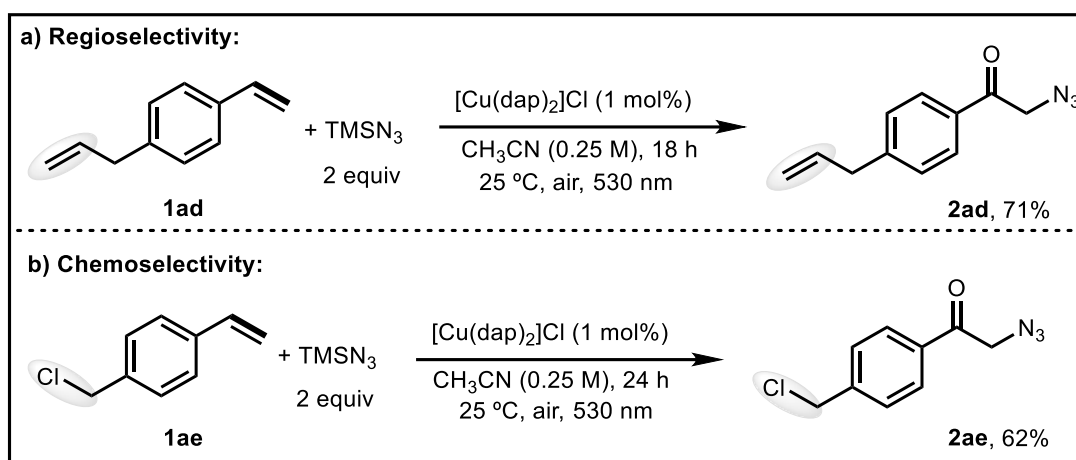 a) Regioselectivity:
+ TMSN₃
2 equiv
[Cu(dap)₂]Cl (1 mol%)
CH₃CN (0.25 M), 18 h
25 ºC, air, 530 nm
O
N₃
1ad
2ad, 71%
b) Chemoselectivity:
Cl
+ TMSN₃
2 equiv
[Cu(dap)₂]Cl (1 mol%)
CH₃CN (0.25 M), 24 h
25 ºC, air, 530 nm
O
N₃
Cl
1ae
2ae, 62%